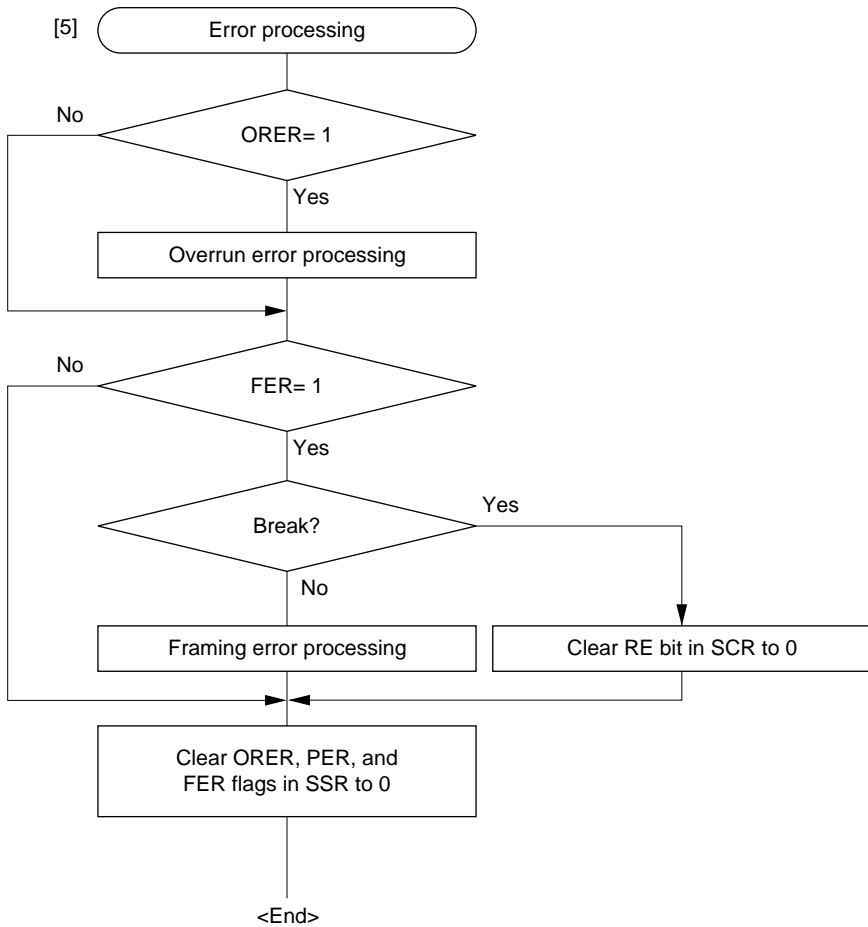 [5]
Error processing
No
ORER= 1
Yes
Overrun error processing
No
FER= 1
Yes
Break?
Yes
No
Framing error processing
Clear RE bit in SCR to 0
Clear ORER, PER, and
FER flags in SSR to 0
<End>